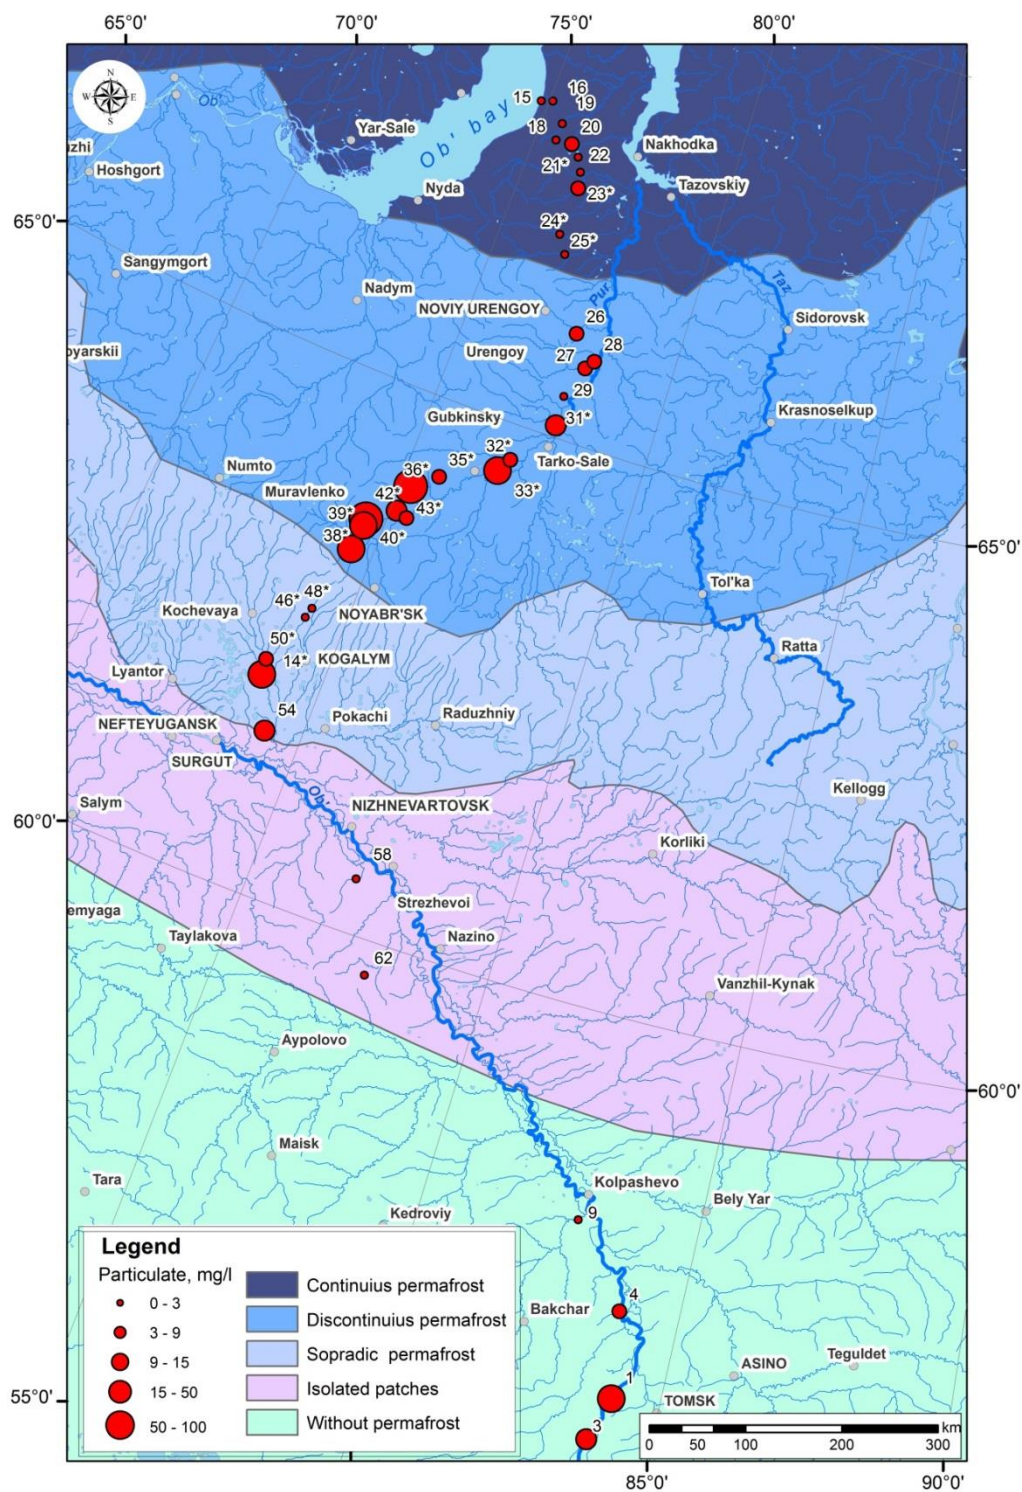 65°0' 70°0' 75°0' 80°0'
N
W E
S
Ob'
Yar-Sale
Ob' bay
15 16
19
18 20
Nakhodka
uzhi
Hoshgort
21* 22
Nyda
23*
Tazovskiy
65°0'
24*
25*
Sangymgort
Pur
Taz
Nadym
NOVIY URENGOY
26
Sidorovsk
oyarskii
Urengoy
27 28
29
Gubkinsky
31*
Krasnoselkup
32*
Tarko-Sale
35*
33*
Numto
36*
Muravlenko
42*
43*
39*
38* 40*
65°0'
Tol'ka
46* 48*
Kochevaya
NOYABR'SK
50*
14*
KOGALYM
Ratta
Lyantor
54
Pokachi
Raduzhniy
NEFTEYUGANSK
SURGUT
Kellogg
Ob'
Salym
NIZHNEVARTOVSK
60°0'
Korliki
58
Strezhevoi
emyaga
Taylakova
Nazino
62
Vanzhil-Kynak
Aypolovo
60°0'
Maisk
Tara
Kolpashevo
Bely Yar
9
Kedroviy
Legend
Particulate, mg/l
0 - 3
3 - 9
9 - 15
15 - 50
50 - 100
Continuius permafrost
Discontinuius permafrost
Sopradic permafrost
Isolated patches
Without permafrost
4
Bakchar
Teguldet
ASINO
1
55°0'
TOMSK
3
km
0 50 100 200 300
85°0' 90°0'